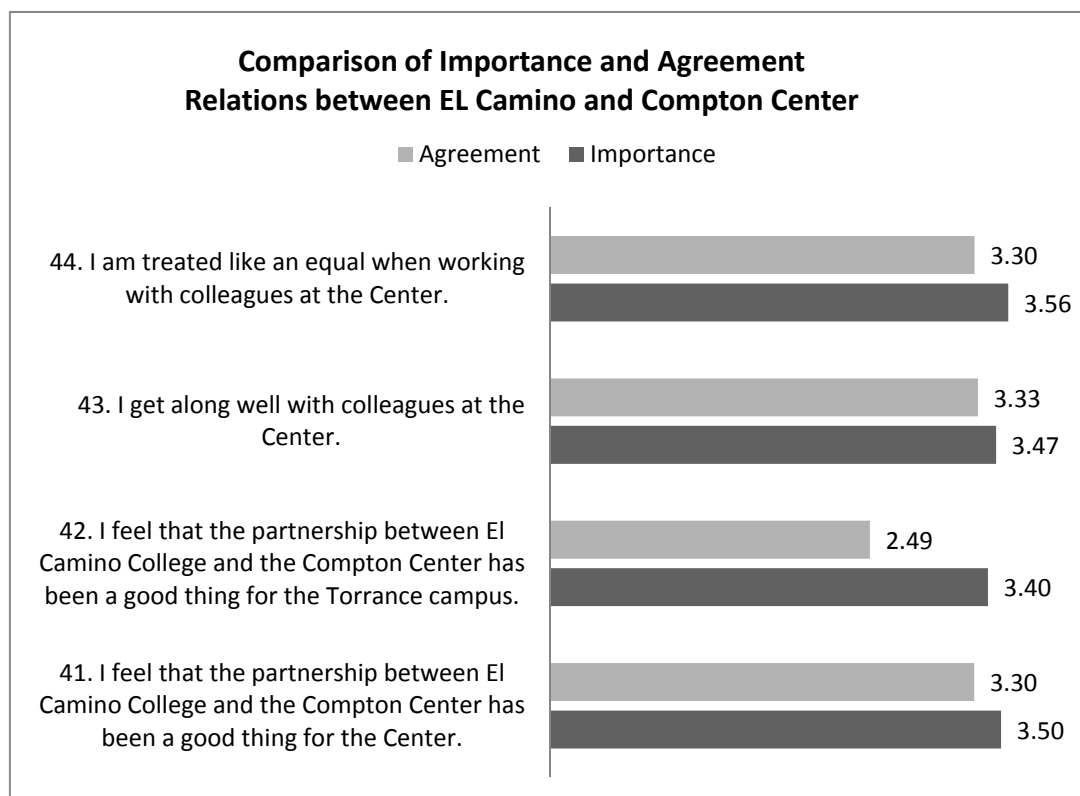 Comparison of Importance and Agreement
Relations between EL Camino and Compton Center
Agreement Importance
44. I am treated like an equal when working
with colleagues at the Center.
3.30
3.56
43. I get along well with colleagues at the
Center.
3.33
3.47
42. I feel that the partnership between El
Camino College and the Compton Center has
been a good thing for the Torrance campus.
2.49
3.40
41. I feel that the partnership between El
Camino College and the Compton Center has
been a good thing for the Center.
3.30
3.50